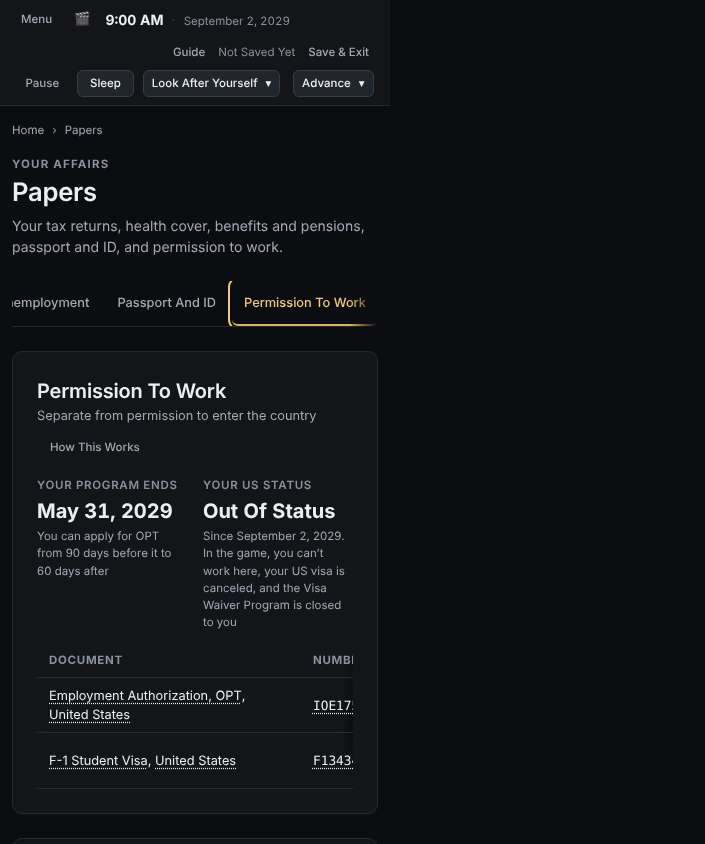 Menu 🎬 9:00 AM · September 2, 2029
Guide Not Saved Yet Save & Exit
Pause Sleep Look After Yourself ▾ Advance ▾
Home › Papers
YOUR AFFAIRS
Papers
Your tax returns, health cover, benefits and pensions,
passport and ID, and permission to work.
Passport And ID Permission To Work
Permission To Work
Separate from permission to enter the country
How This Works
YOUR PROGRAM ENDS
May 31, 2029
You can apply for OPT
from 90 days before it to
60 days after
YOUR US STATUS
Out Of Status
Since September 2, 2029.
In the game, you can't
work here, your US visa is
canceled, and the Visa
Waiver Program is closed
to you
DOCUMENT
Employment Authorization, OPT,
United States
F-1 Student Visa, United States